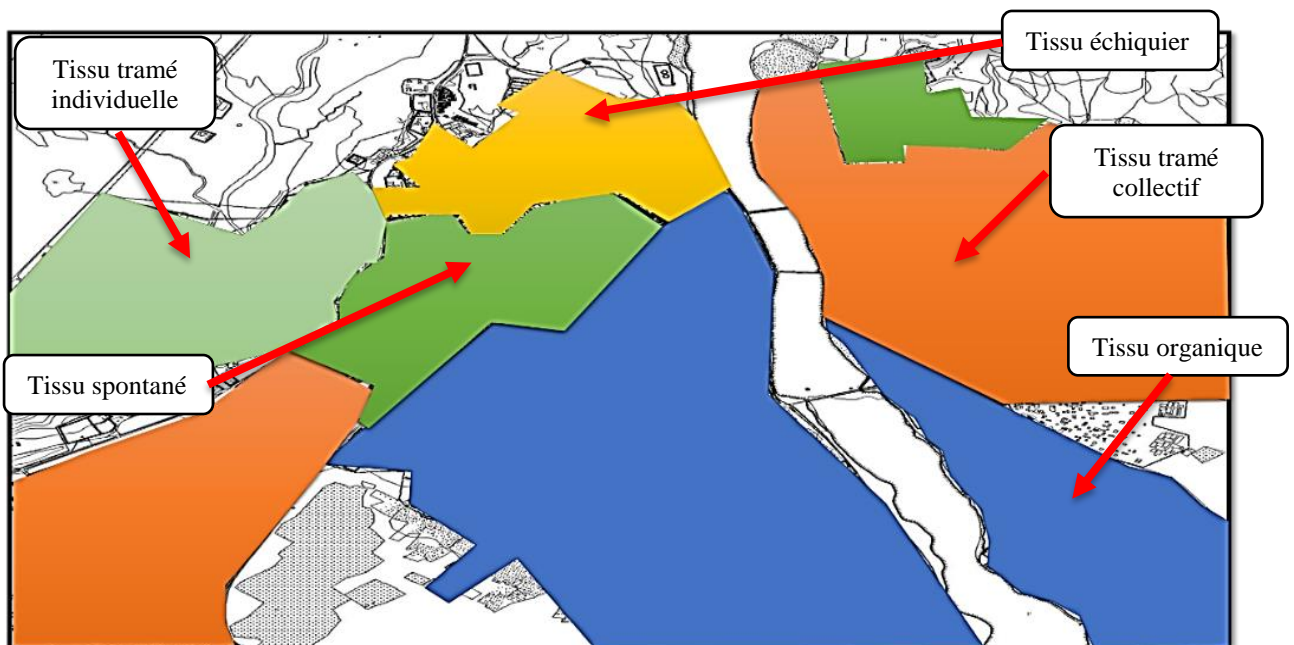 Tissu échiquier
Tissu tramé
individuelle
Tissu tramé
collectif
Tissu organique
Tissu spontané